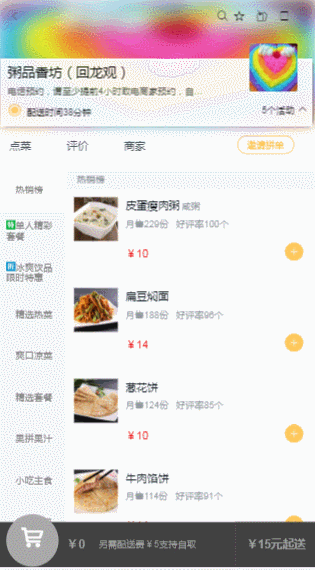 粥品香坊（回龙观）
电话预约，请至少提前4小时致电商家预约，自...
配送时间38分钟
5个活动
点菜 评价 商家 邀请拼单
热销榜
热销榜
单人精彩套餐
冰爽饮品限时特惠
精选热菜
爽口凉菜
精选套餐
果拼果汁
小吃主食
皮蛋瘦肉粥 咸粥
月售229份 好评率100个
￥10
扁豆焖面
月售188份 好评率96个
￥14
葱花饼
月售124份 好评率85个
￥10
牛肉馅饼
月售114份 好评率91个
￥0 另需配送费￥5支持自取 ￥15元起送